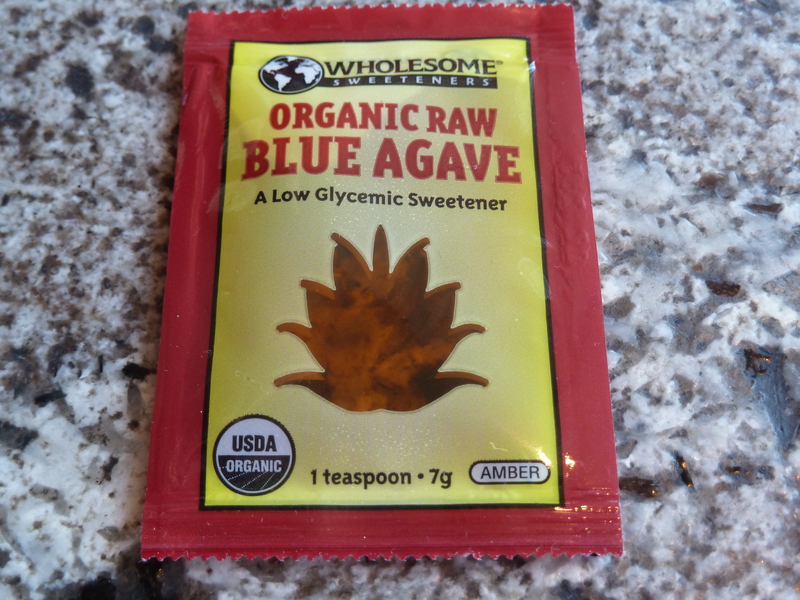 WHOLESOME®
SWEETENERS
ORGANIC RAW
BLUE AGAVE
A Low Glycemic Sweetener
USDA
ORGANIC
1 teaspoon • 7g
AMBER